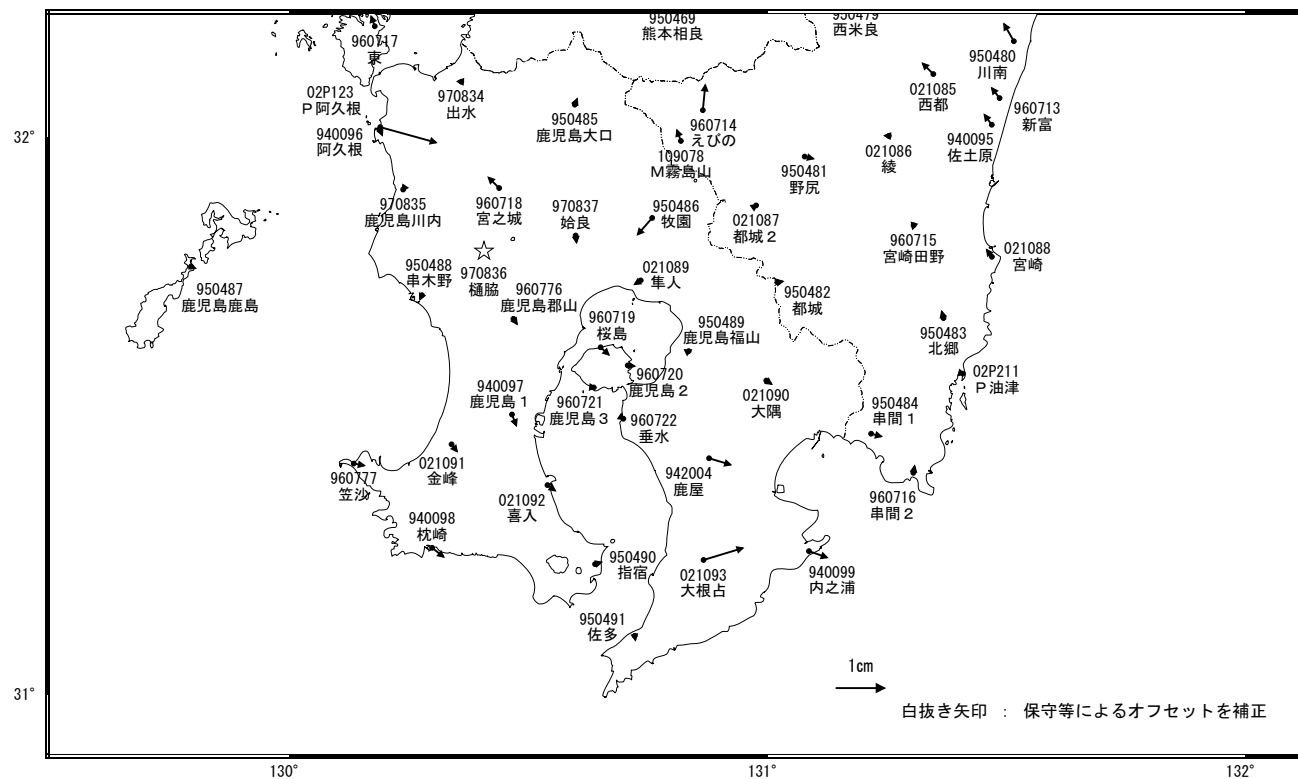 950469
熊本相良
950479
西米良
960717
東
950480
川南
02P123
P阿久根
970834
出水
950485
鹿児島大口
960714
えびの
021085
西都
960713
新富
940096
阿久根
109078
M霧島山
021086
綾
940095
佐土原
950481
野尻
32°
970835
鹿児島川内
960718
宮之城
970837
姶良
950486
牧園
021087
都城2
960715
宮崎田野
021088
宮崎
950487
鹿児島鹿島
950488
串木野
970836
樋脇
960776
鹿児島郡山
021089
隼人
950482
都城
960719
桜島
950489
鹿児島福山
950483
北郷
960720
鹿児島2
02P211
P油津
940097
鹿児島1
960721
鹿児島3
960722
垂水
021090
大隅
950484
串間1
021091
金峰
960777
笠沙
942004
鹿屋
021092
喜入
960716
串間2
940098
枕崎
950490
指宿
021093
大根占
940099
内之浦
950491
佐多
1cm
31°
白抜き矢印 : 保守等によるオフセットを補正
130°
131°
132°